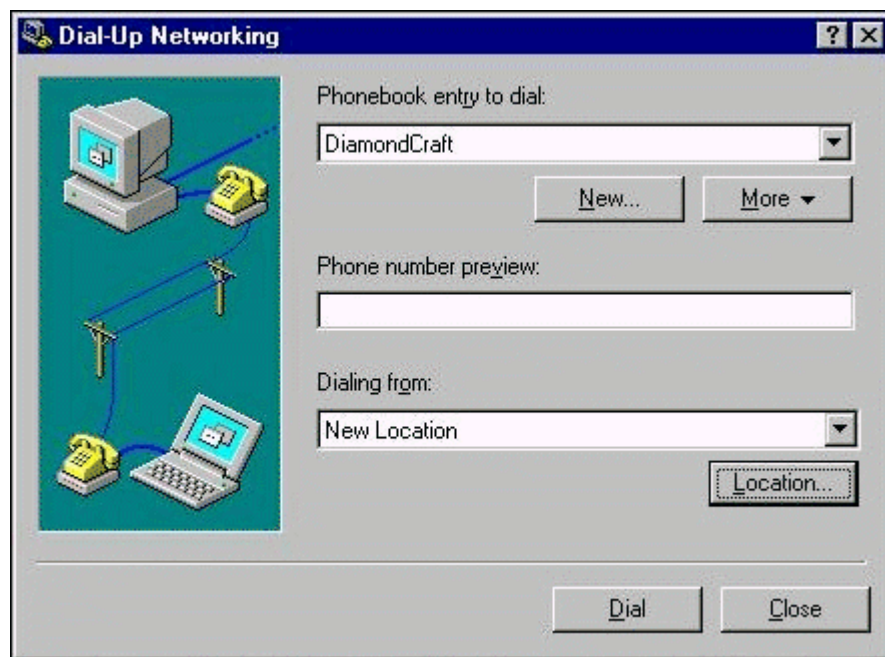 Dial-Up Networking
Phonebook entry to dial:
DiamondCraft
New... More
Phone number preview:
Dialing from:
New Location
Location...
Dial Close